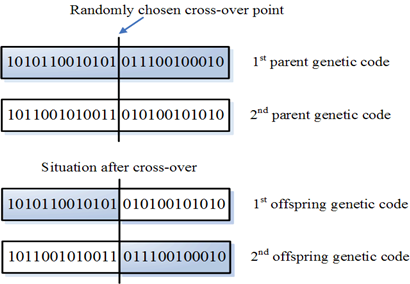 Randomly chosen cross-over point
1010110010101 011100100010 1st parent genetic code
1011001010011 010100101010 2nd parent genetic code
Situation after cross-over
1010110010101 010100101010 1st offspring genetic code
1011001010011 011100100010 2nd offspring genetic code